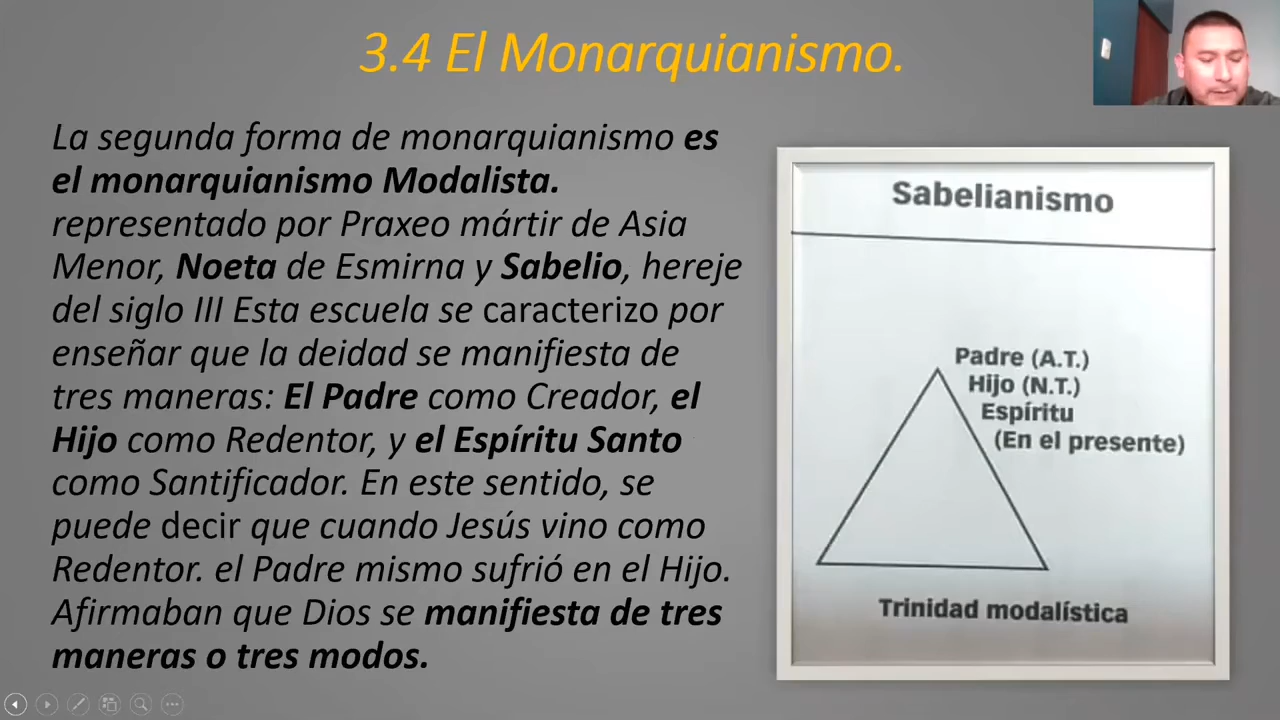 3.4 El Monarquianismo.
La segunda forma de monarquianismo es
el monarquianismo Modalista.
representado por Praxeo mártir de Asia
Menor, Noeta de Esmirna y Sabelio, hereje
del siglo III Esta escuela se caracterizo por
enseñar que la deidad se manifiesta de
tres maneras: El Padre como Creador, el
Hijo como Redentor, y el Espíritu Santo
como Santificador. En este sentido, se
puede decir que cuando Jesús vino como
Redentor. el Padre mismo sufrió en el Hijo.
Afirmaban que Dios se manifiesta de tres
maneras o tres modos.
Sabelianismo
Padre (A.T.)
Hijo (N.T.)
Espíritu
(En el presente)
Trinidad modalística